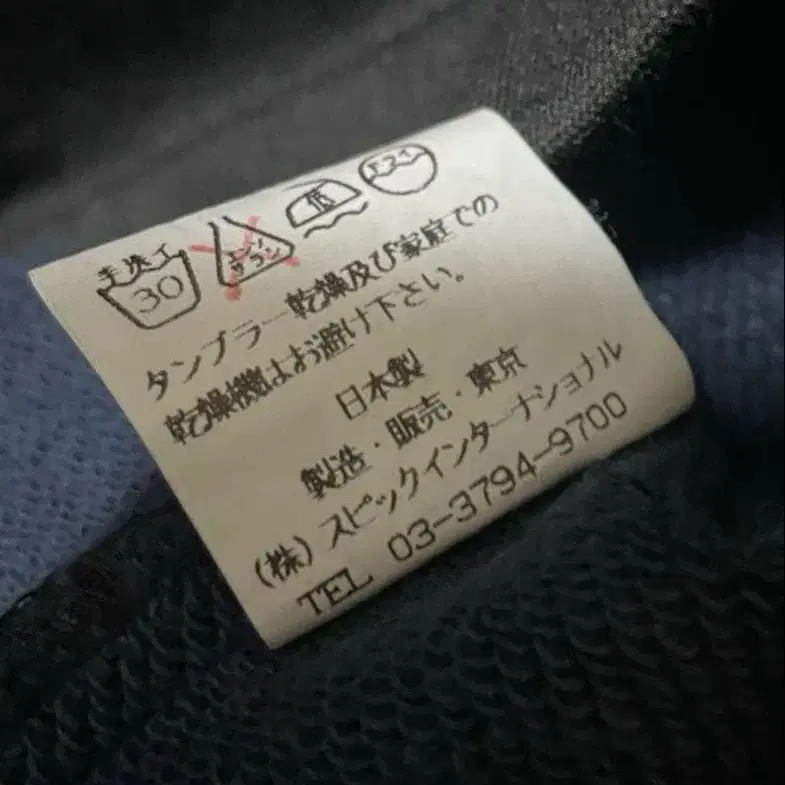 手洗イ 30 エンソ サラシ 低 ドライ
タンブラー乾燥及び家庭での
乾燥機はお避け下さい。
日本製
製造・販売・東京
(株)スピックインターナショナル
TEL 03-3794-9700